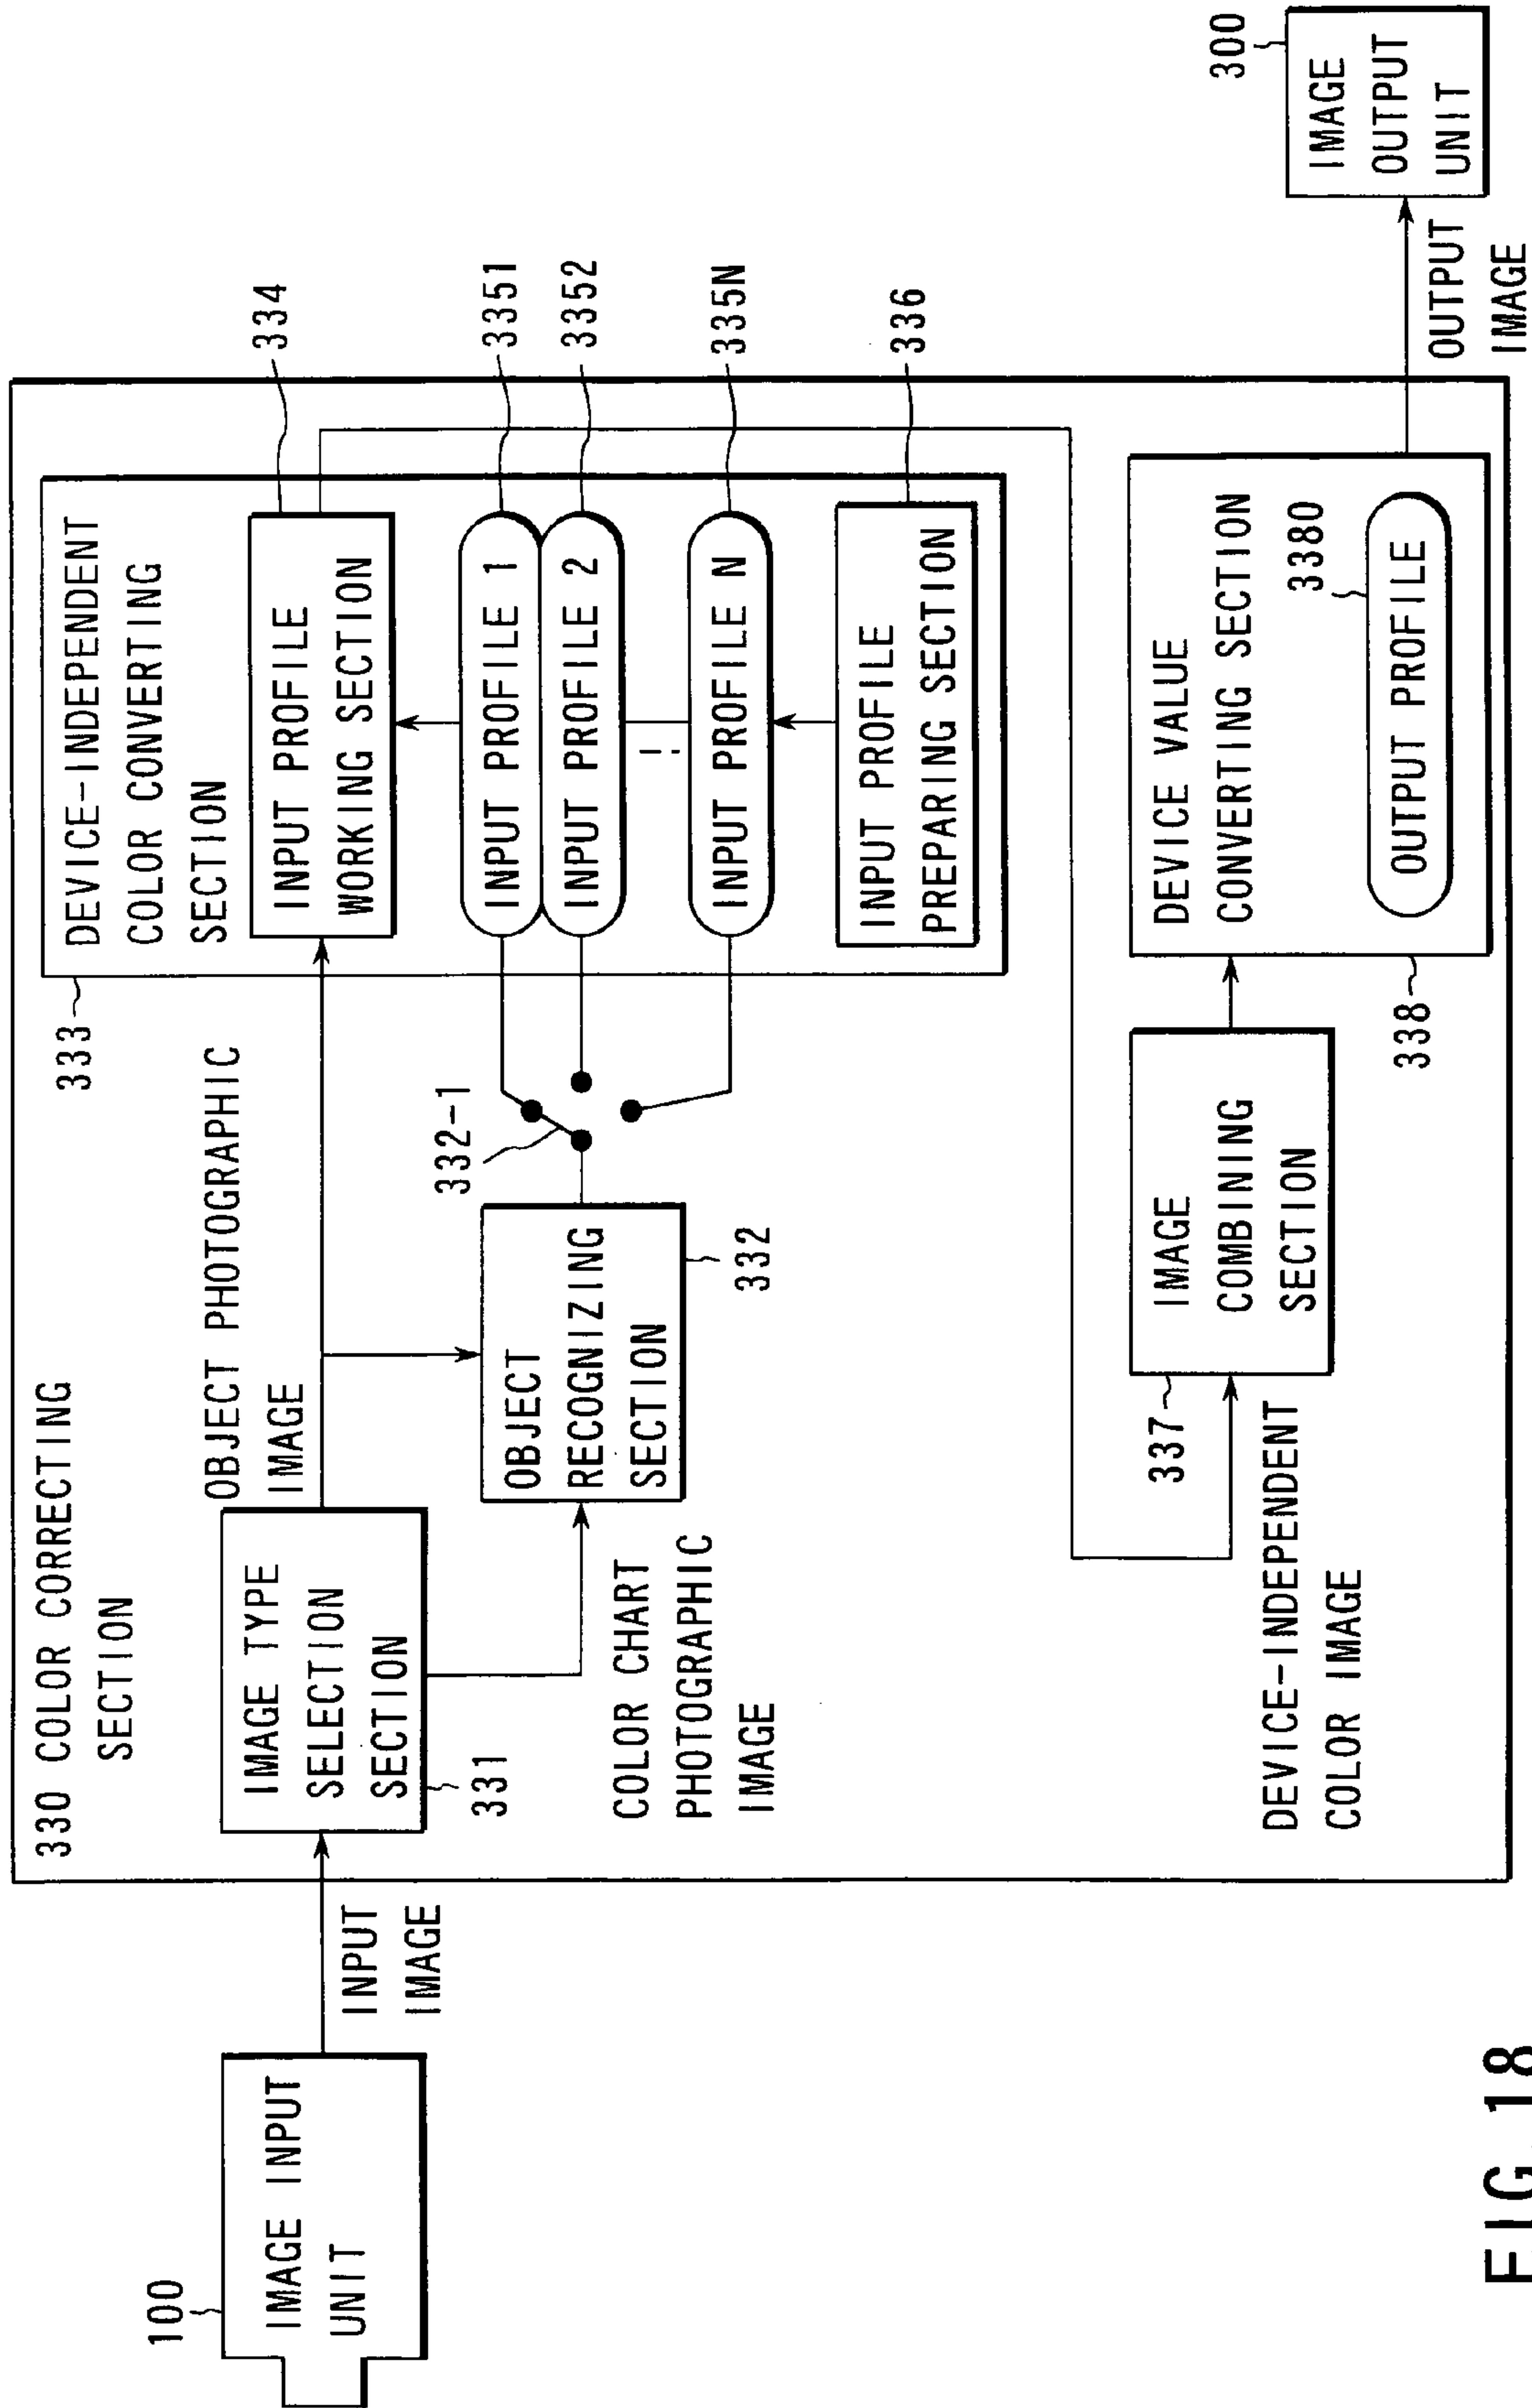 100
IMAGE INPUT
UNIT
INPUT
IMAGE
330 COLOR CORRECTING
SECTION
IMAGE TYPE
SELECTION
SECTION
331
OBJECT PHOTOGRAPHIC
IMAGE
COLOR CHART
PHOTOGRAPHIC
IMAGE
OBJECT
RECOGNIZING
SECTION
332
332-1
333
DEVICE-INDEPENDENT
COLOR CONVERTING
SECTION
INPUT PROFILE
WORKING SECTION
334
INPUT PROFILE 1
3351
INPUT PROFILE 2
3352
INPUT PROFILE N
335N
INPUT PROFILE
PREPARING SECTION
336
DEVICE-INDEPENDENT
COLOR IMAGE
337
IMAGE
COMBINING
SECTION
338
DEVICE VALUE
CONVERTING SECTION
3380
OUTPUT PROFILE
OUTPUT
IMAGE
300
IMAGE
OUTPUT
UNIT
FIG.18